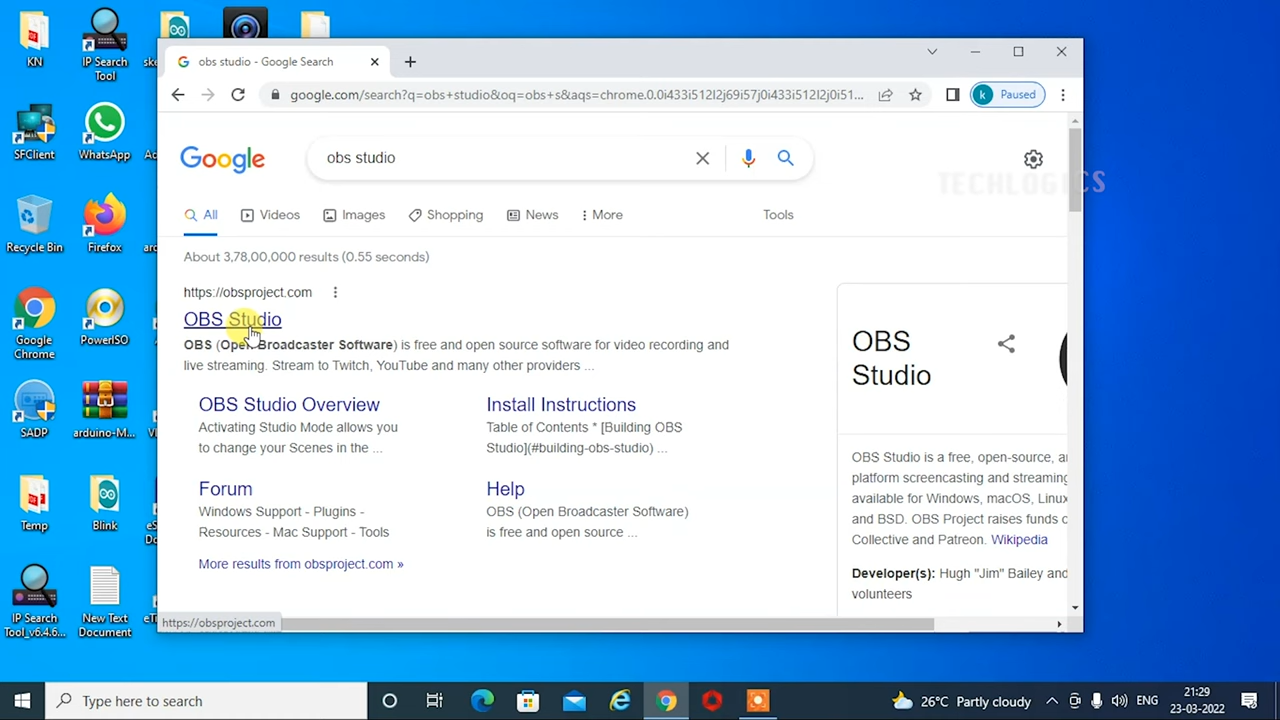 KN
IP Search
Tool
ske
SFClient
WhatsApp
Ac
Recycle Bin
Firefox
arc
Google
Chrome
PowerISO
SADP
arduino-M...
Temp
Blink
IP Search
Tool_v6.4.6...
New Text
Document
obs studio - Google Search
google.com/search?q=obs+studio&oq=obs+s&aqs=chrome.0.0i433i512l2j69i57j0i433i512l2j0i51...
k Paused
Google
obs studio
TECHLOGICS
All
Videos
Images
Shopping
News
More
Tools
About 3,78,00,000 results (0.55 seconds)
https://obsproject.com
OBS Studio
OBS (Open Broadcaster Software) is free and open source software for video recording and
live streaming. Stream to Twitch, YouTube and many other providers ...
OBS Studio Overview
Activating Studio Mode allows you
to change your Scenes in the ...
Install Instructions
Table of Contents * [Building OBS
Studio](#building-obs-studio) ...
Forum
Windows Support - Plugins -
Resources - Mac Support - Tools
Help
OBS (Open Broadcaster Software)
is free and open source ...
More results from obsproject.com »
OBS
Studio
OBS Studio is a free, open-source, a
platform screencasting and streaming
available for Windows, macOS, Linux
and BSD. OBS Project raises funds o
Collective and Patreon. Wikipedia
Developer(s): Hugh "Jim" Bailey and
volunteers
https://obsproject.com
Type here to search
26°C Partly cloudy
ENG
21:29
23-03-2022